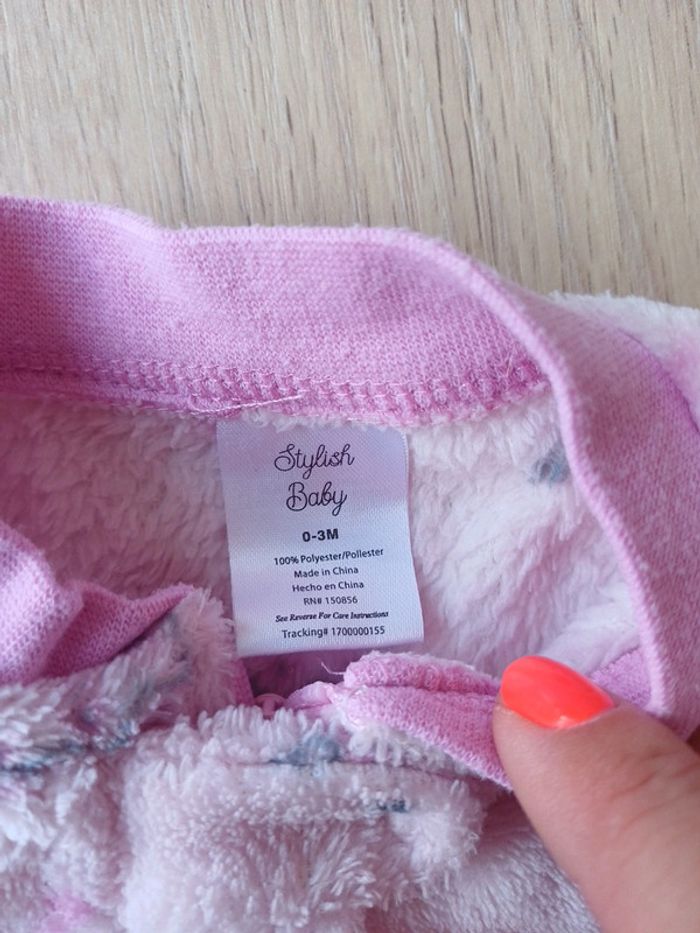 Stylish
Baby
0-3M
100% Polyester/Pollester
Made in China
Hecho en China
RN# 150856
See Reverse For Care Instructions
Tracking# 1700000155